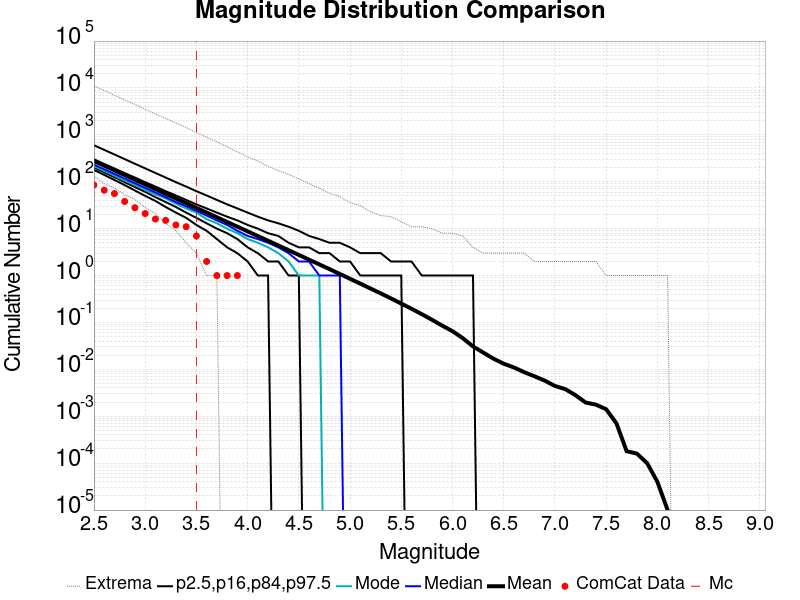 Magnitude Distribution Comparison
10^5
10^4
10^3
10^2
10^1
10^0
10^-1
10^-2
10^-3
10^-4
10^-5
Cumulative Number
2.5 3.0 3.5 4.0 4.5 5.0 5.5 6.0 6.5 7.0 7.5 8.0 8.5 9.0
Magnitude
Extrema p2.5,p16,p84,p97.5 Mode Median Mean ComCat Data Mc